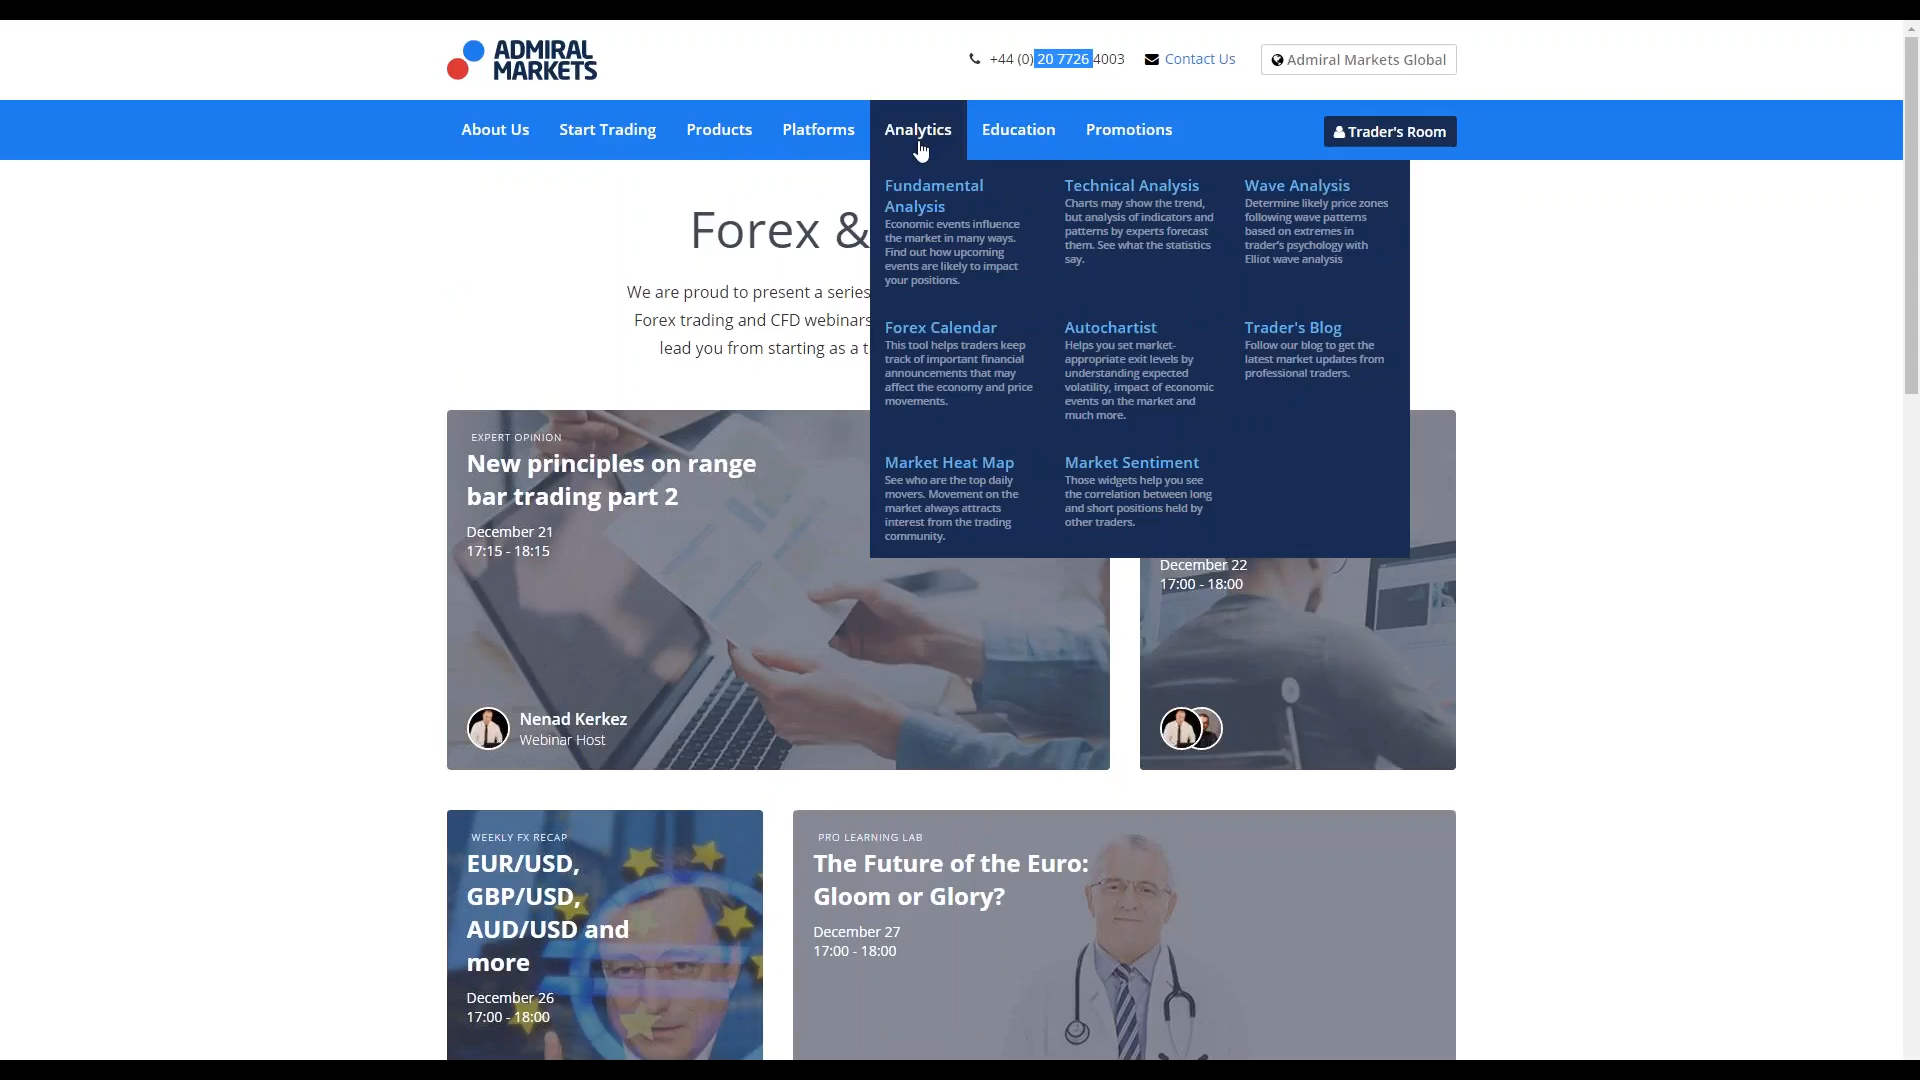 ADMIRAL
MARKETS
+44 (0) 20 7726 4003
Contact Us
Admiral Markets Global
About Us
Start Trading
Products
Platforms
Analytics
Education
Promotions
Trader's Room
Forex &
We are proud to present a series
Forex trading and CFD webinars
lead you from starting as a t
Fundamental
Analysis
Economic events influence
the market in many ways.
Find out how upcoming
events are likely to impact
your positions.
Technical Analysis
Charts may show the trend,
but analysis of indicators and
patterns by experts forecast
them. See what the statistics
say.
Wave Analysis
Determine likely price zones
following wave patterns
based on extremes in
trader's psychology with
Elliot wave analysis
Forex Calendar
This tool helps traders keep
track of important financial
announcements that may
affect the economy and price
movements.
Autochartist
Helps you set market-
appropriate exit levels by
understanding expected
volatility, impact of economic
events on the market and
much more.
Trader's Blog
Follow our blog to get the
latest market updates from
professional traders.
Market Heat Map
See who are the top daily
movers. Movement on the
market always attracts
interest from the trading
community.
Market Sentiment
Those widgets help you see
the correlation between long
and short positions held by
other traders.
EXPERT OPINION
New principles on range
bar trading part 2
December 21
17:15 - 18:15
Nenad Kerkez
Webinar Host
December 22
17:00 - 18:00
WEEKLY FX RECAP
EUR/USD,
GBP/USD,
AUD/USD and
more
December 26
17:00 - 18:00
PRO LEARNING LAB
The Future of the Euro:
Gloom or Glory?
December 27
17:00 - 18:00